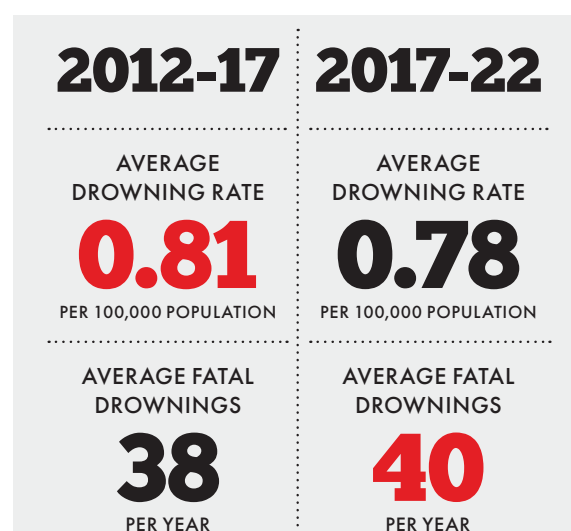 2012-17
AVERAGE
DROWNING RATE
0.81
PER 100,000 POPULATION
AVERAGE FATAL
DROWNINGS
38
PER YEAR
2017-22
AVERAGE
DROWNING RATE
0.78
PER 100,000 POPULATION
AVERAGE FATAL
DROWNINGS
40
PER YEAR